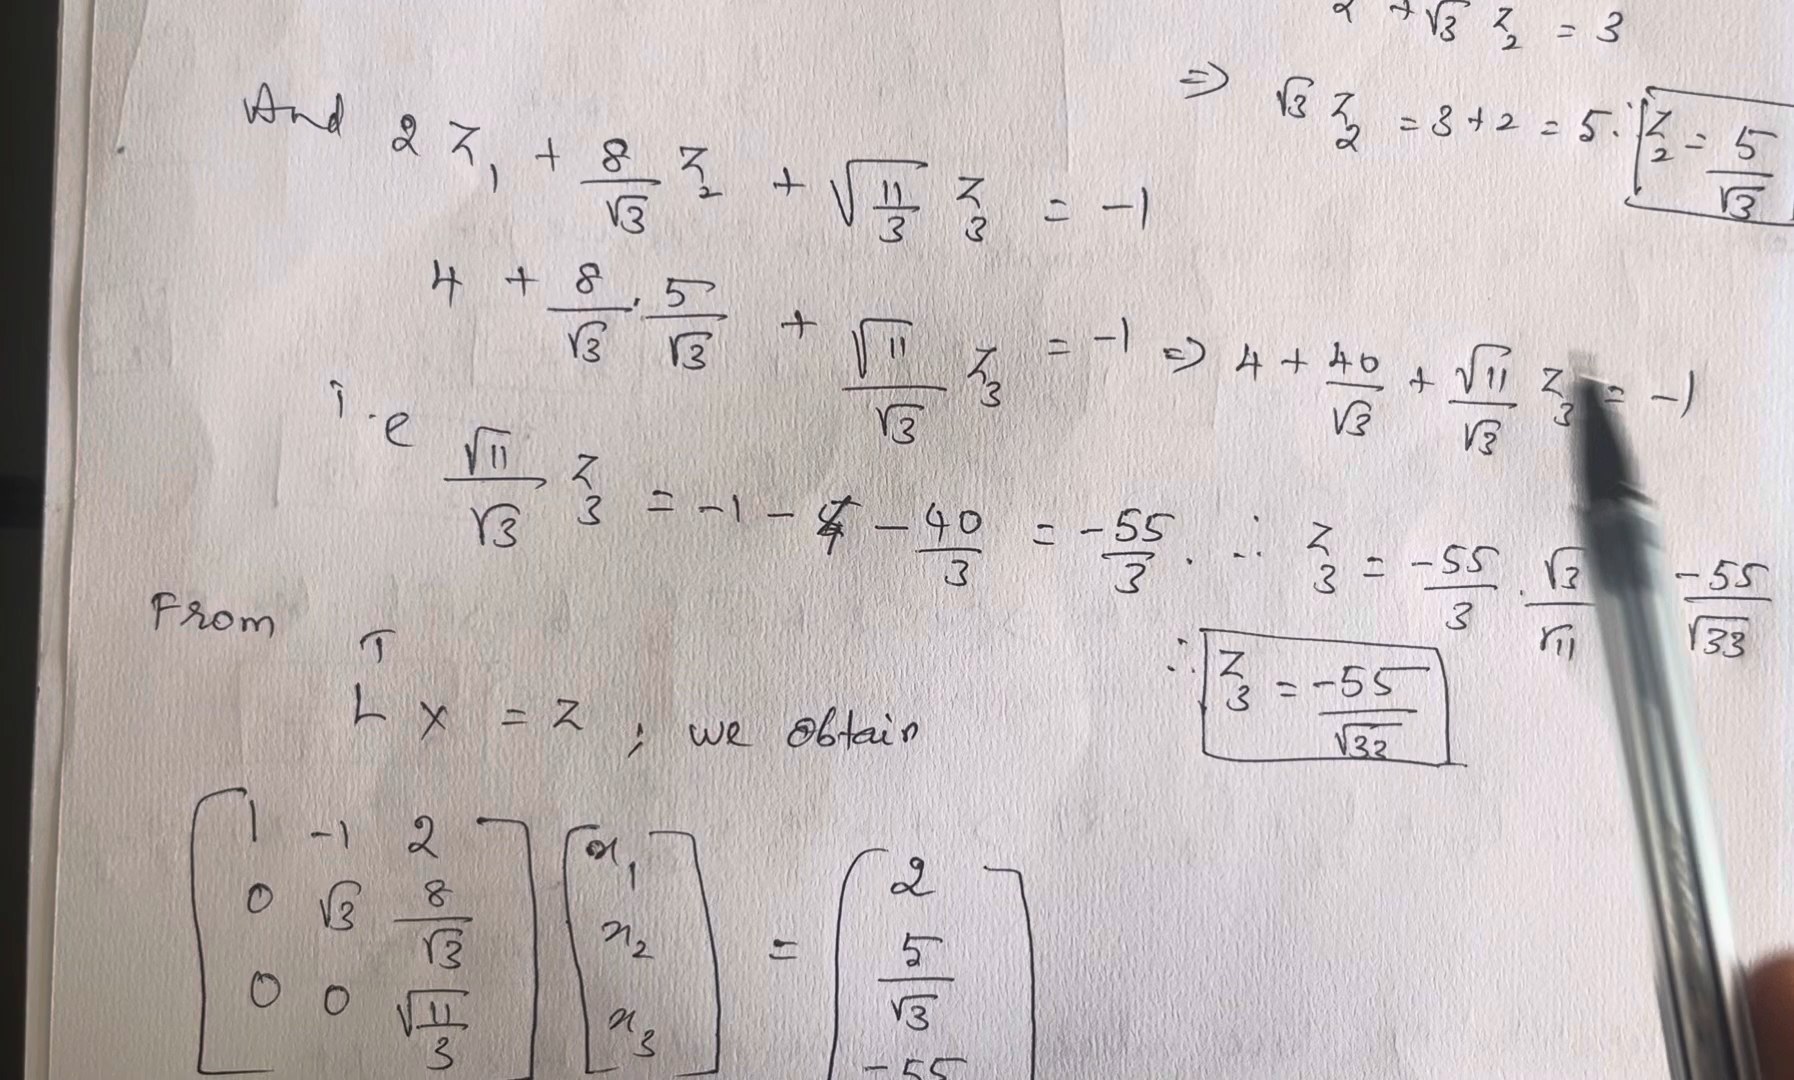 2 + √3 z₂ = 3
⇒ √3 z₂ = 3 + 2 = 5. ∴ z₂ = 5/√3
And 2 z₁ + 8/√3 z₂ + √(11/3) z₃ = -1
4 + 8/√3 · 5/√3 + √11/√3 z₃ = -1 ⇒ 4 + 40/√3 + √11/√3 z₃ = -1
i.e √11/√3 z₃ = -1 - 4 - 40/3 = -55/3 . ∴ z₃ = -55/3 · √3/√11 -55/√33
∴ z₃ = -55/√33
From
Lᵀ x = z ; we obtain
[1 -1 2; 0 √3 8/√3; 0 0 √(11/3)] [x₁; x₂; x₃] = [2; 5/√3; -55